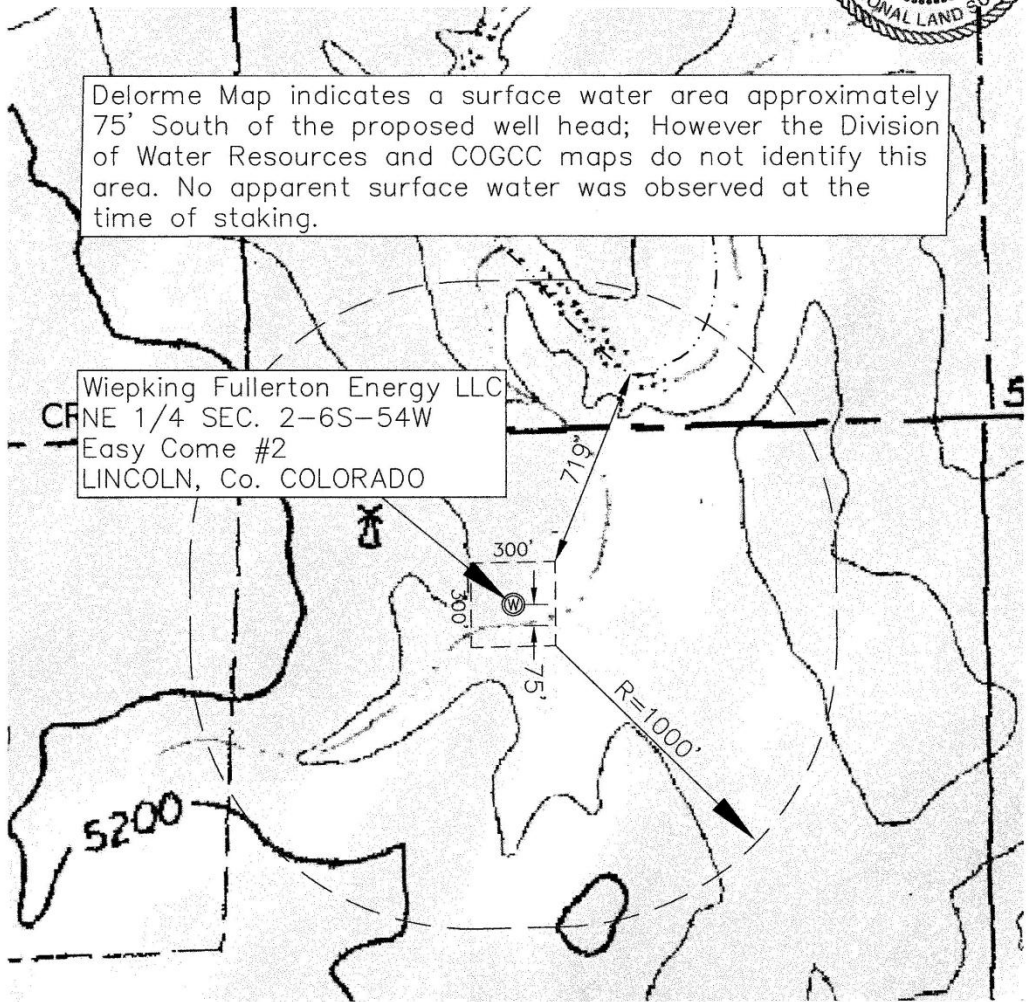 NAL LAND
Delorme Map indicates a surface water area approximately
75' South of the proposed well head; However the Division
of Water Resources and COGCC maps do not identify this
area. No apparent surface water was observed at the
time of staking.
Wiepking Fullerton Energy LLC
NE 1/4 SEC. 2-6S-54W
Easy Come #2
LINCOLN, Co. COLORADO
719'
300'
300'
W
75'
R=1000'
5200